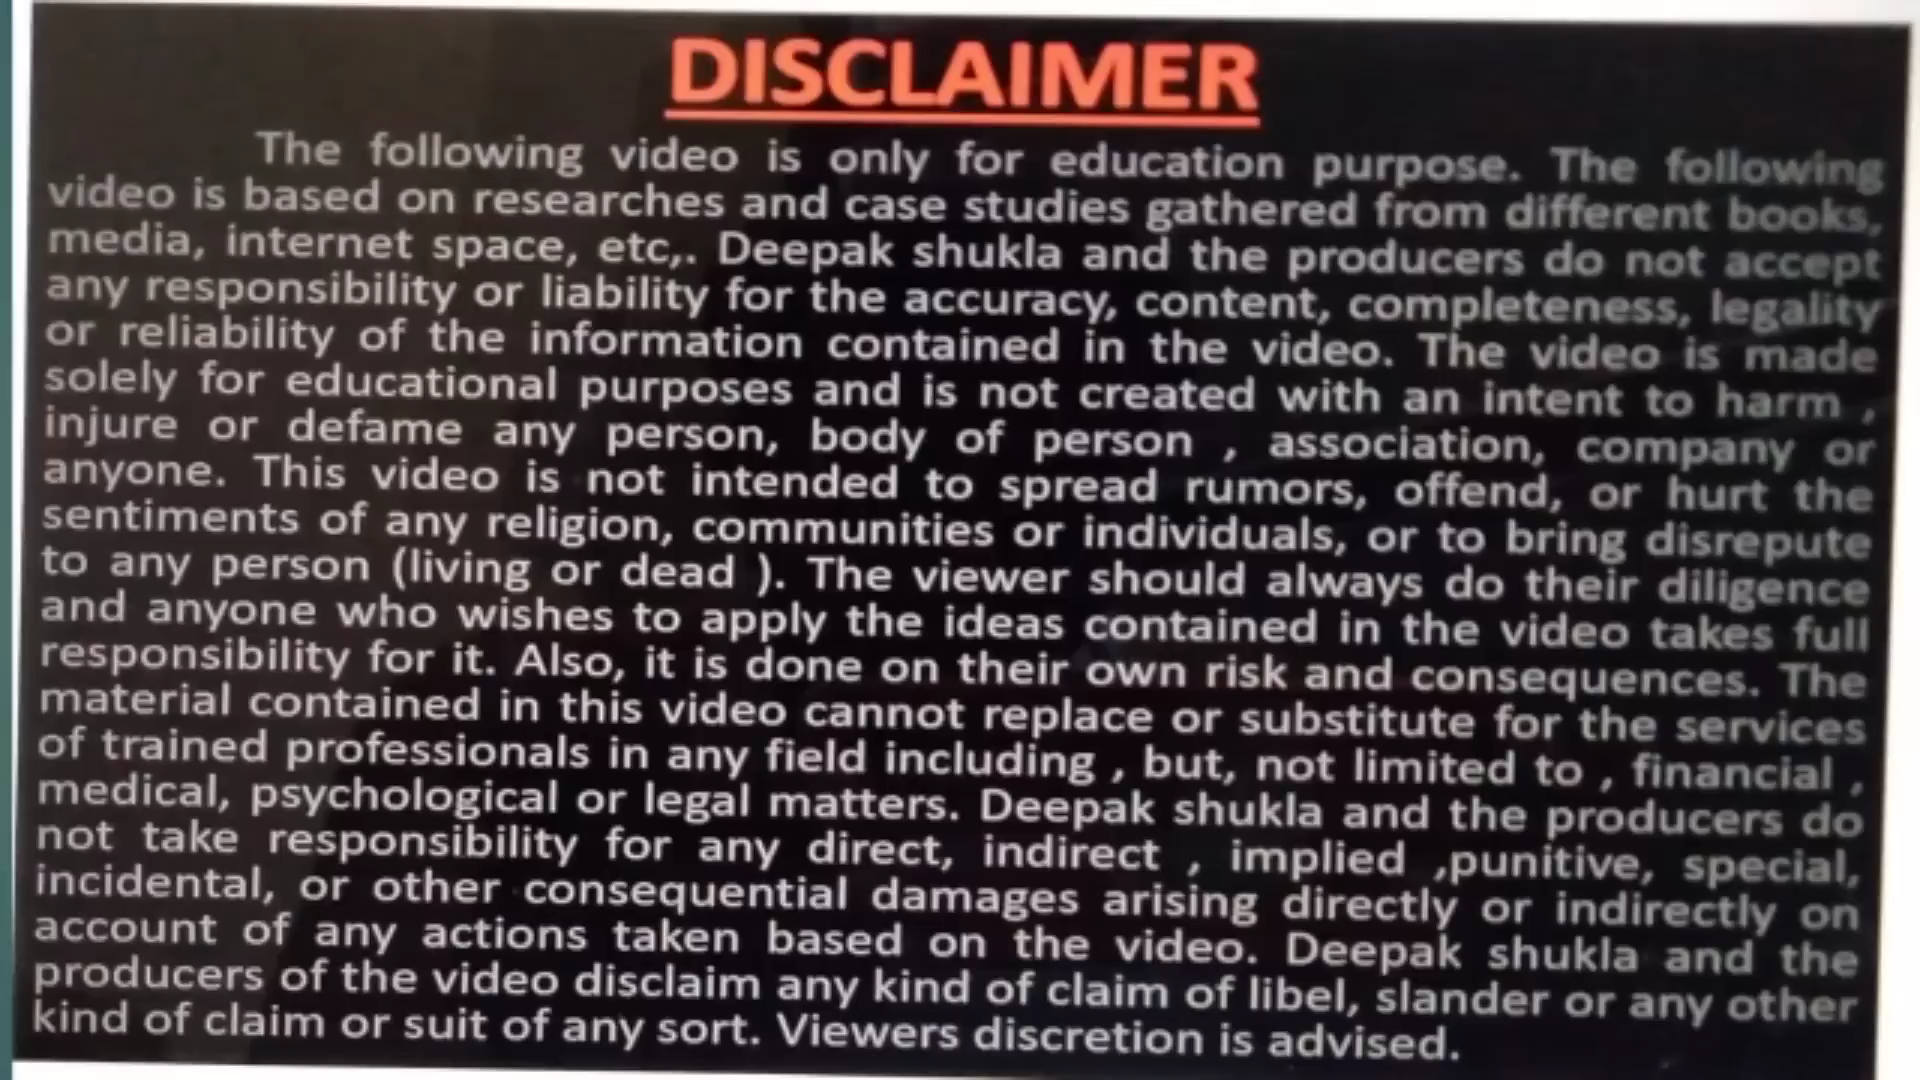 DISCLAIMER
The following video is only for education purpose. The following
video is based on researches and case studies gathered from different books,
media, internet space, etc,. Deepak shukla and the producers do not accept
any responsibility or liability for the accuracy, content, completeness, legality
or reliability of the information contained in the video. The video is made
solely for educational purposes and is not created with an intent to harm ,
injure or defame any person, body of person , association, company or
anyone. This video is not intended to spread rumors, offend, or hurt the
sentiments of any religion, communities or individuals, or to bring disrepute
to any person (living or dead ). The viewer should always do their diligence
and anyone who wishes to apply the ideas contained in the video takes full
responsibility for it. Also, it is done on their own risk and consequences. The
material contained in this video cannot replace or substitute for the services
of trained professionals in any field including , but, not limited to , financial ,
medical, psychological or legal matters. Deepak shukla and the producers do
not take responsibility for any direct, indirect , implied ,punitive, special,
incidental, or other consequential damages arising directly or indirectly on
account of any actions taken based on the video. Deepak shukla and the
producers of the video disclaim any kind of claim of libel, slander or any other
kind of claim or suit of any sort. Viewers discretion is advised.